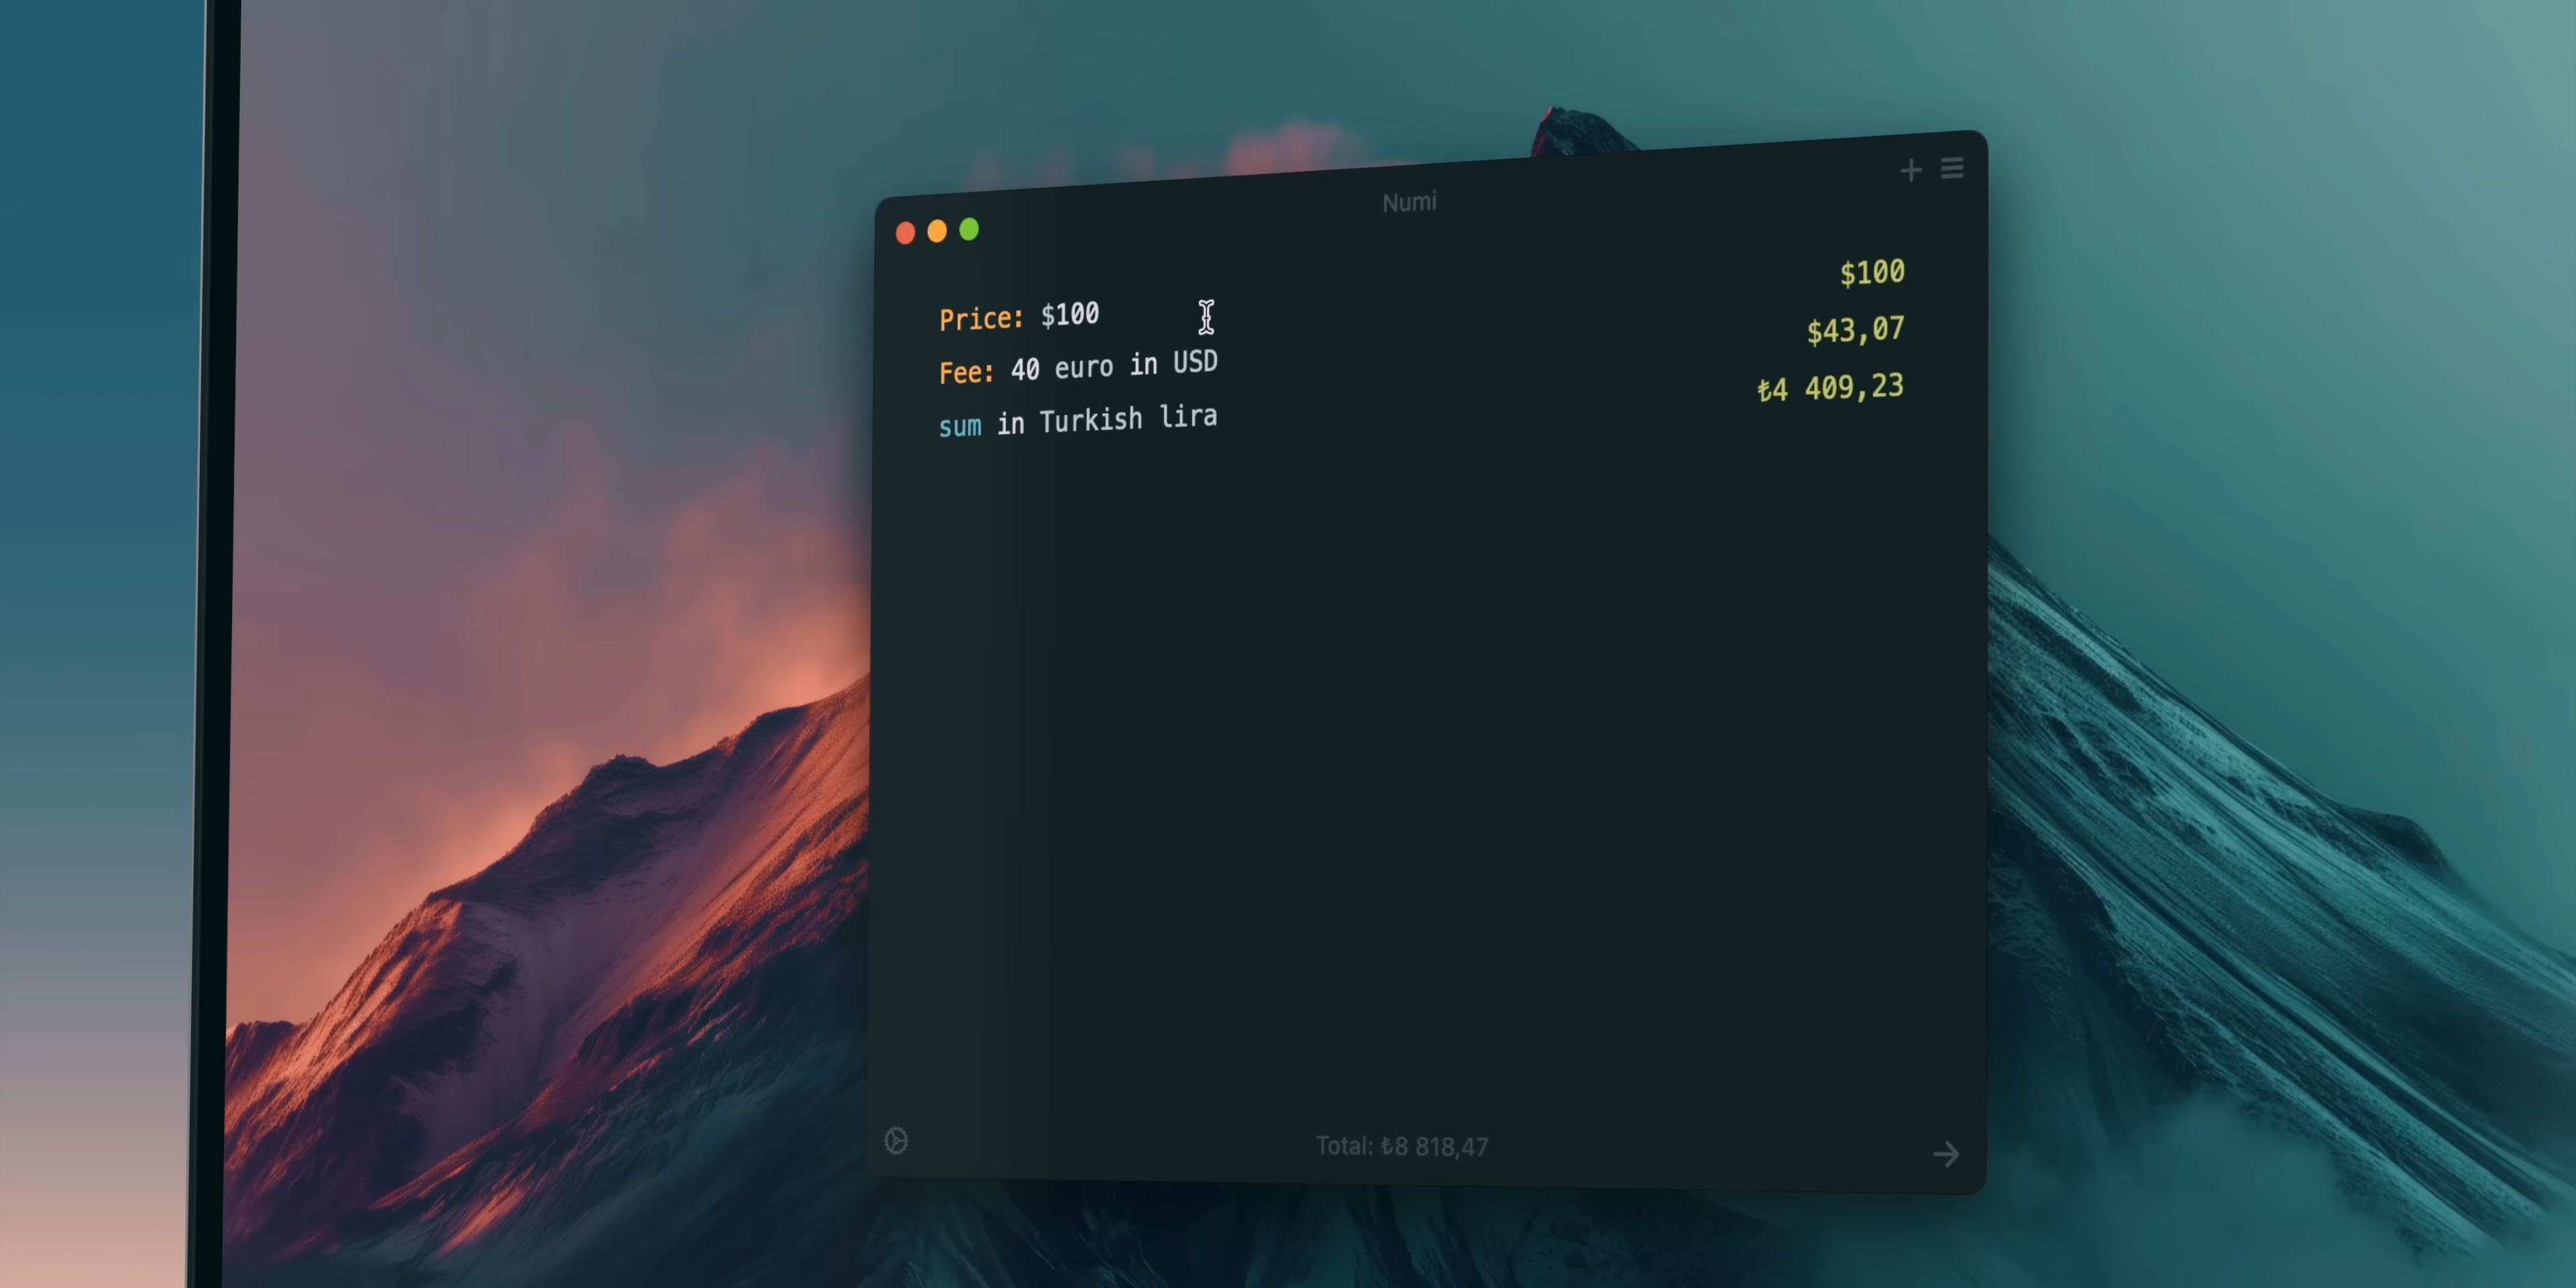 Numi
Price: $100
$100
Fee: 40 euro in USD
$43,07
sum in Turkish lira
₺4 409,23
Total: ₺8 818,47